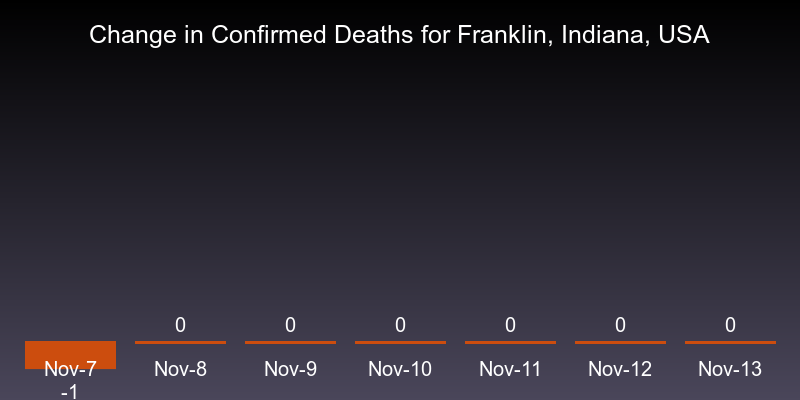 Change in Confirmed Deaths for Franklin, Indiana, USA
0 0 0 0 0 0
Nov-7 Nov-8 Nov-9 Nov-10 Nov-11 Nov-12 Nov-13
-1